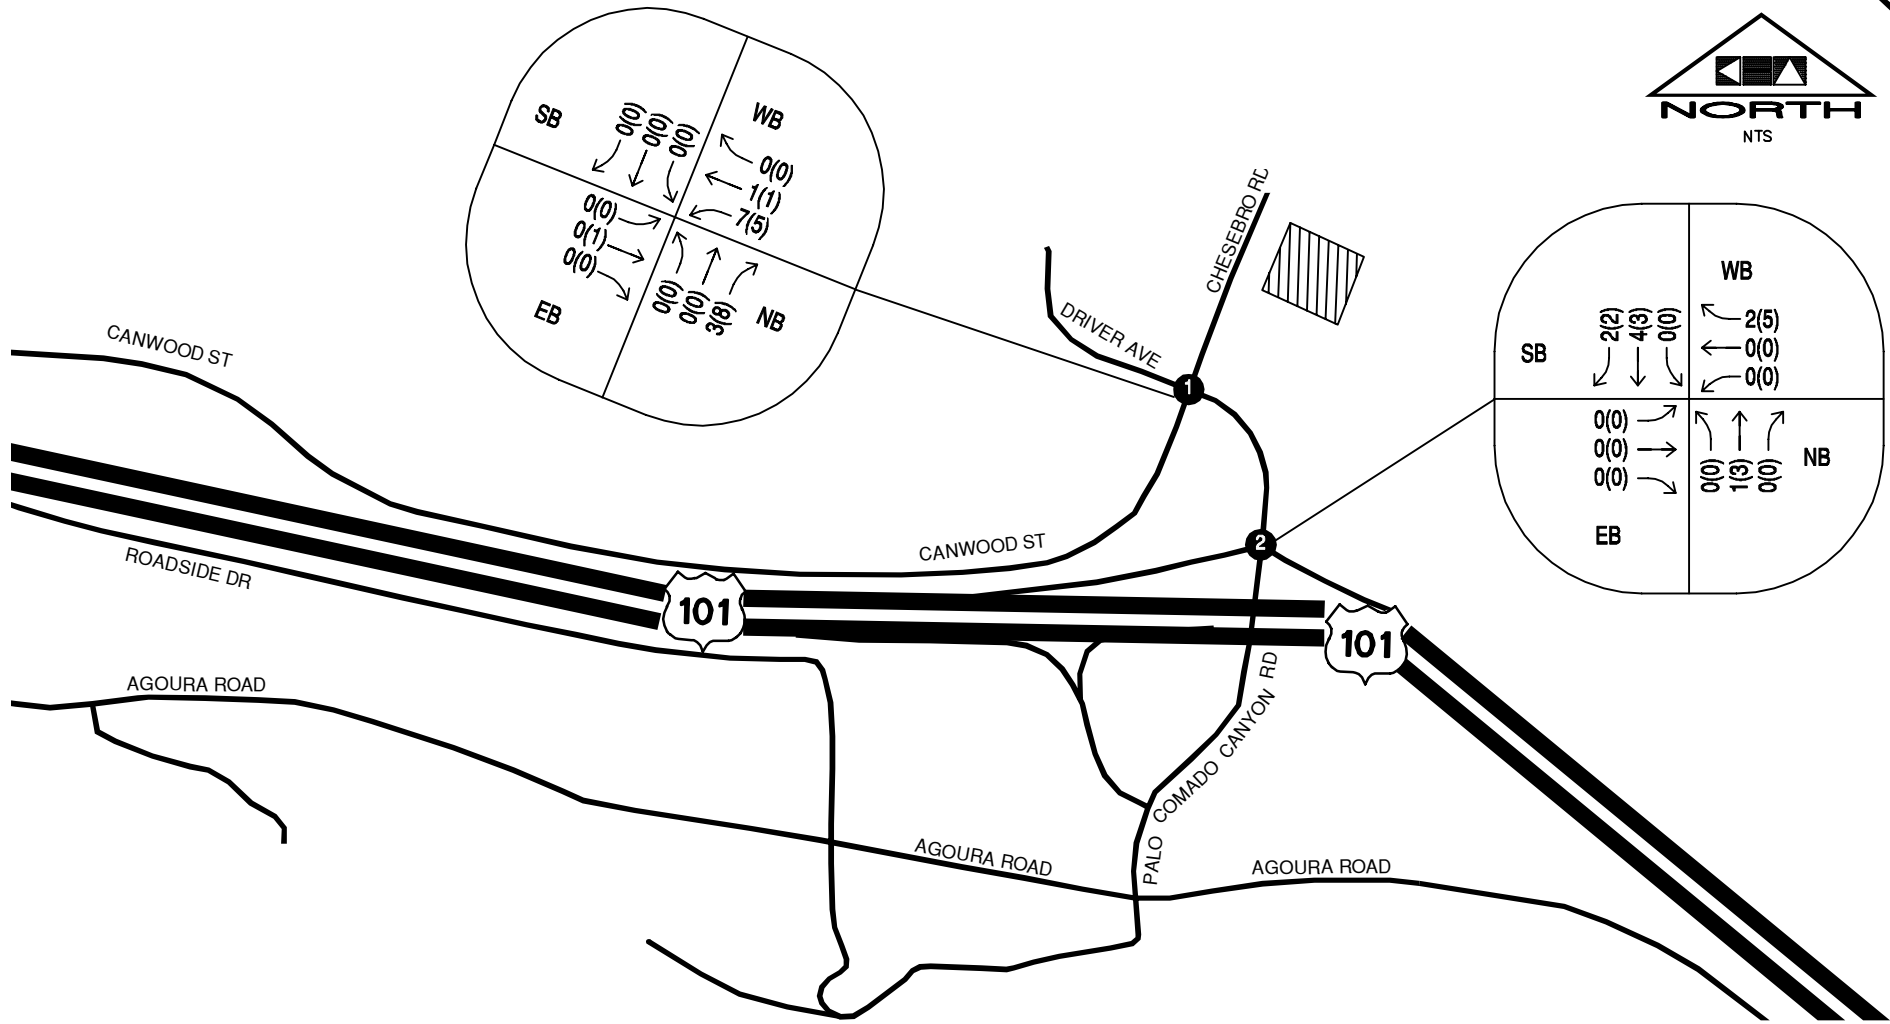 NORTH
NTS
SB
WB
0(0)
0(0)
0(0)
0(0)
1(1)
7(5)
0(0)
0(1)
0(0)
0(0)
0(0)
3(8)
EB
NB
CHESEBRO RD
DRIVER AVE
1
WB
SB
2(2)
4(3)
0(0)
2(5)
0(0)
0(0)
0(0)
0(0)
0(0)
0(0)
1(3)
0(0)
NB
EB
CANWOOD ST
CANWOOD ST
2
ROADSIDE DR
101
101
AGOURA ROAD
PALO COMADO CANYON RD
AGOURA ROAD
AGOURA ROAD